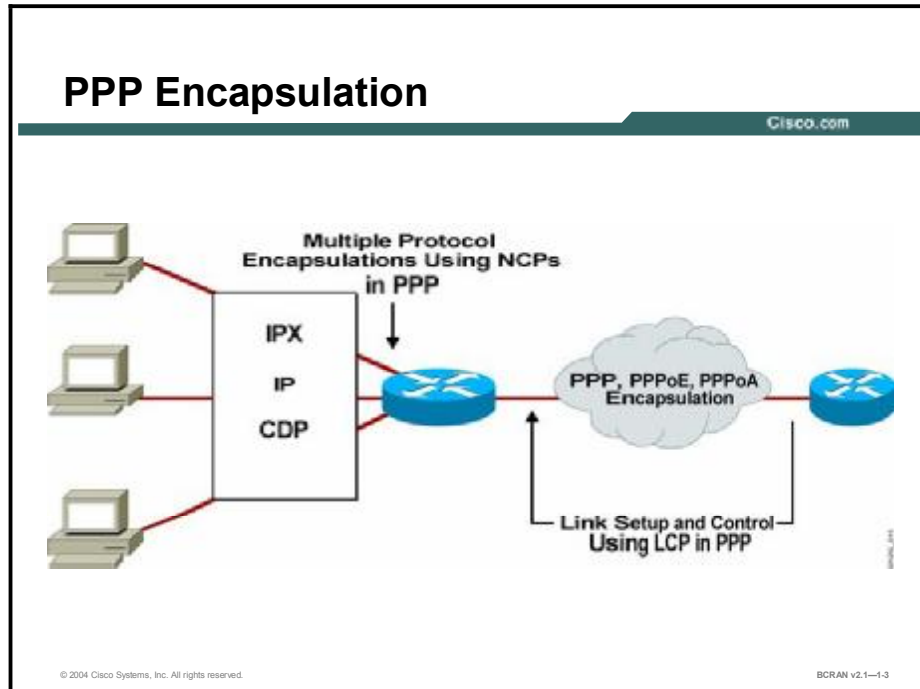 PPP Encapsulation
Cisco.com
Multiple Protocol
Encapsulations Using NCPs
in PPP
IPX
IP
CDP
PPP, PPPoE, PPPoA
Encapsulation
Link Setup and Control
Using LCP in PPP
© 2004 Cisco Systems, Inc. All rights reserved.
BCRAN v2.1—1-3